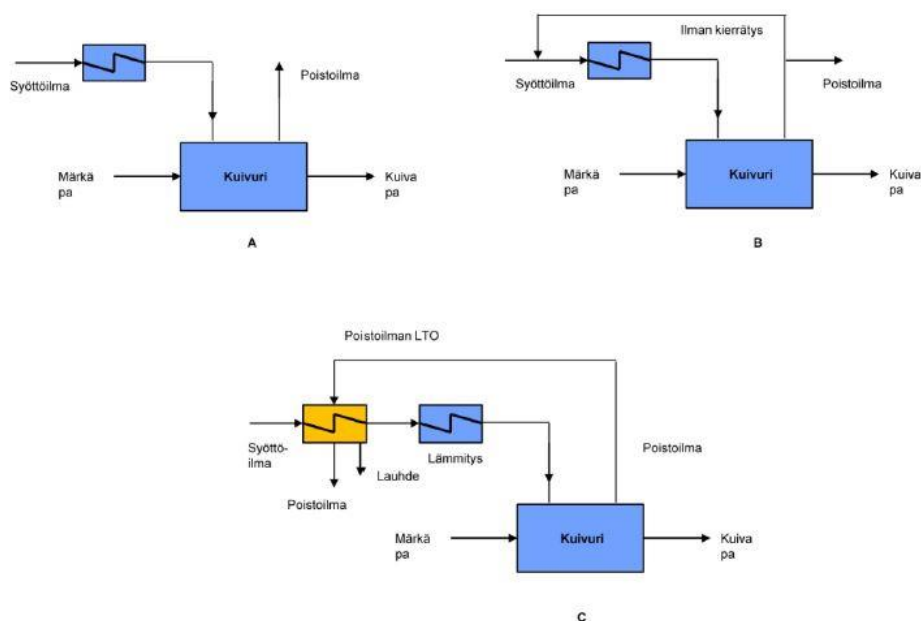 Syöttöilma
Poistoilma
Märkä
pa
Kuivuri
Kuiva
pa
A
Ilman kierrätys
Syöttöilma
Poistoilma
Märkä
pa
Kuivuri
Kuiva
pa
B
Poistoilman LTO
Syöttö-
ilma
Lämmitys
Lauhde
Poistoilma
Poistoilma
Märkä
pa
Kuivuri
Kuiva
pa
C